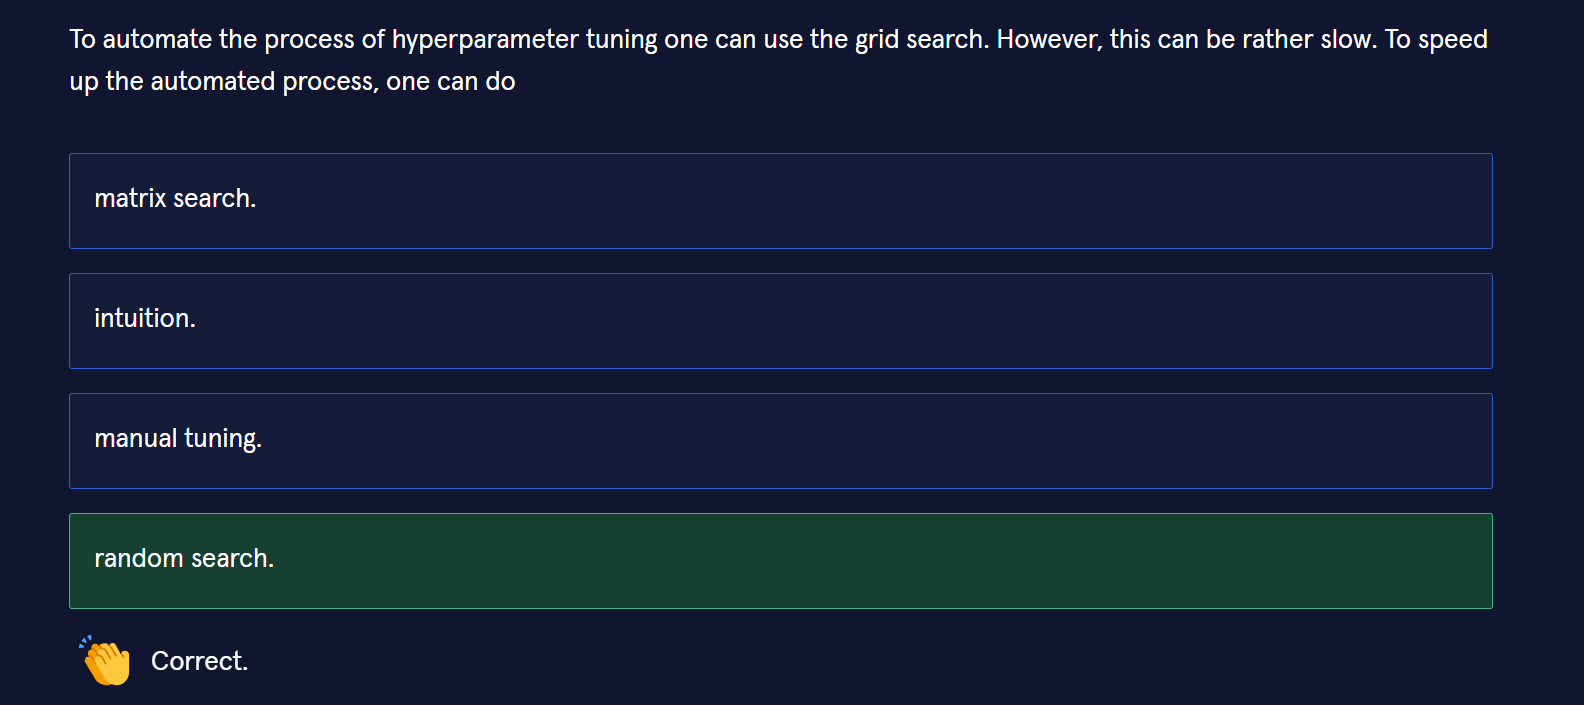 To automate the process of hyperparameter tuning one can use the grid search. However, this can be rather slow. To speed
up the automated process, one can do
matrix search.
intuition.
manual tuning.
random search.
Correct.